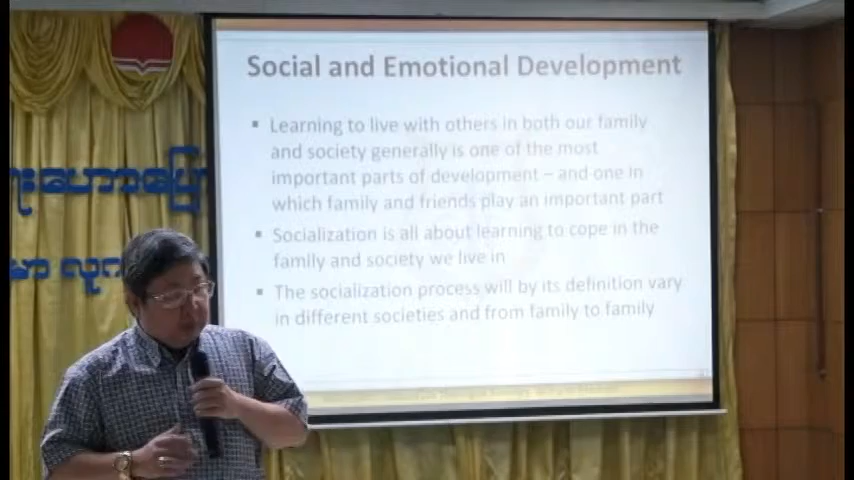 Social and Emotional Development
▪ Learning to live with others in both our family
and society generally is one of the most
important parts of development – and one in
which family and friends play an important part
▪ Socialization is all about learning to cope in the
family and society we live in
▪ The socialization process will by its definition vary
in different societies and from family to family